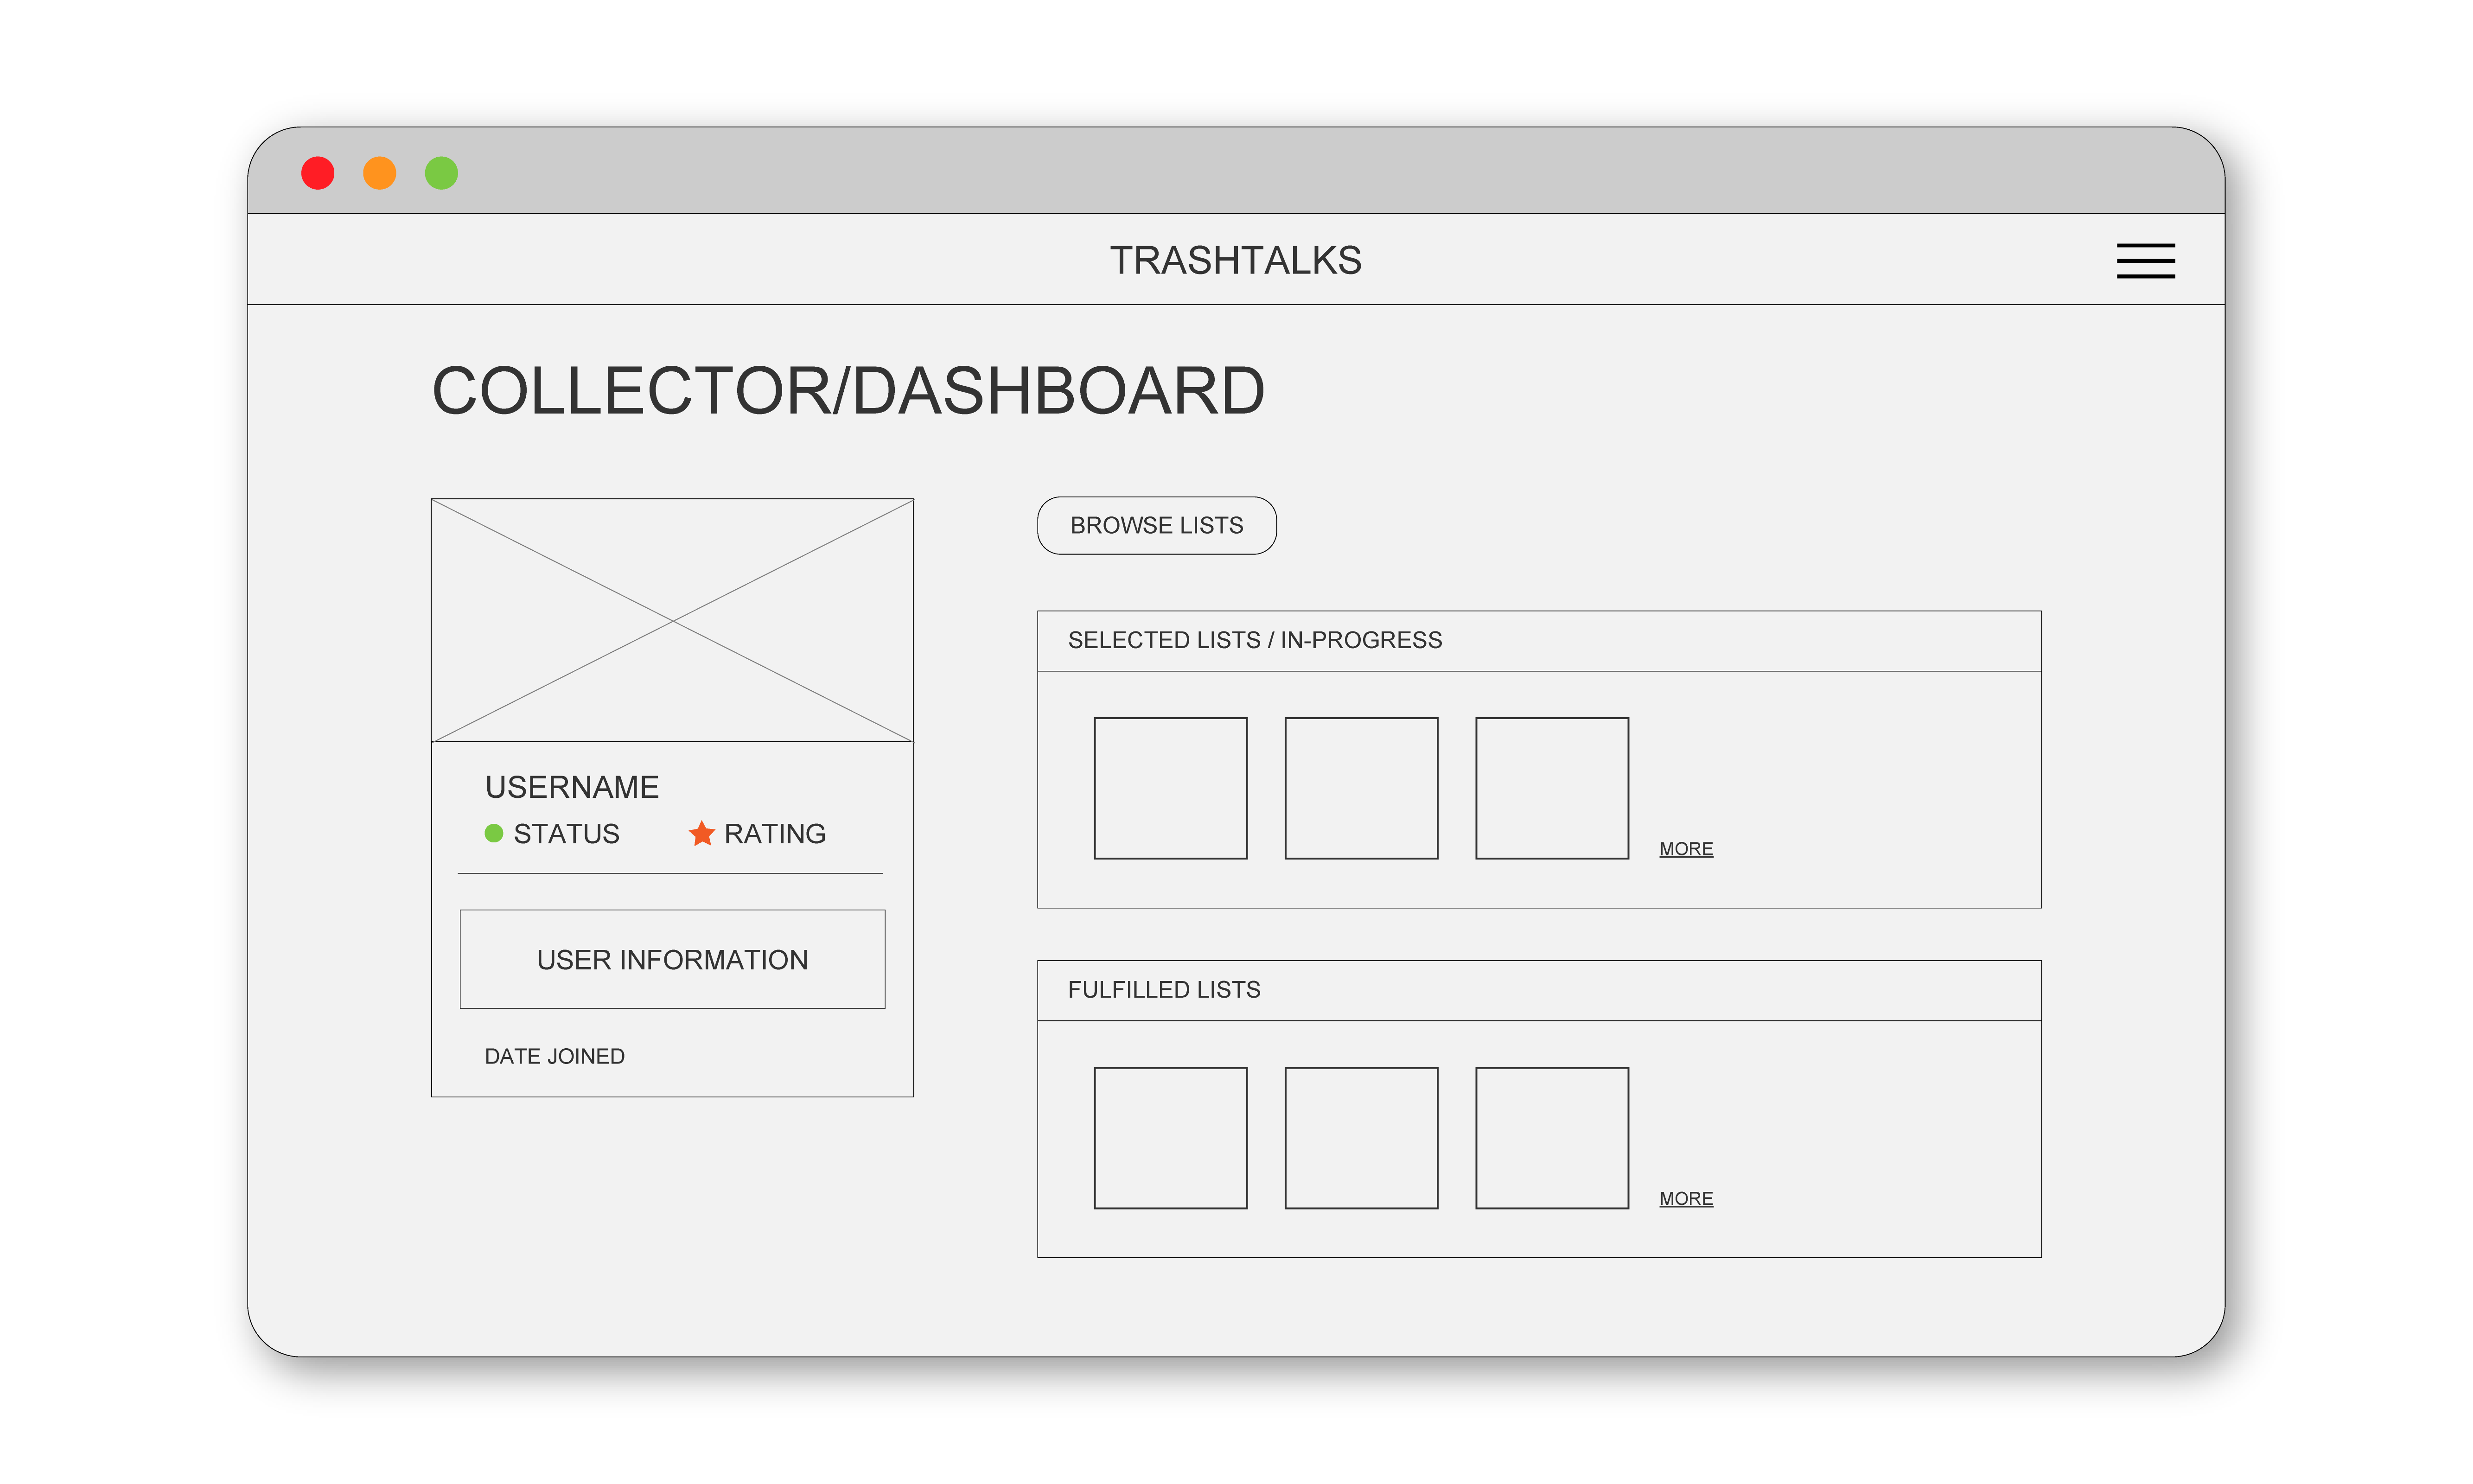 TRASHTALKS
COLLECTOR/DASHBOARD
USERNAME
STATUS
RATING
USER INFORMATION
DATE JOINED
BROWSE LISTS
SELECTED LISTS / IN-PROGRESS
MORE
FULFILLED LISTS
MORE